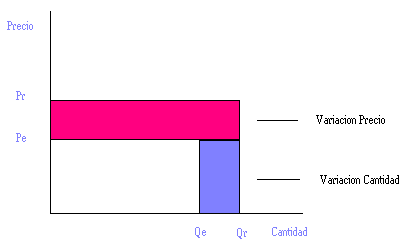 Precio
Pr
Variacion Precio
Pe
Variacion Cantidad
Qe
Qr
Cantidad